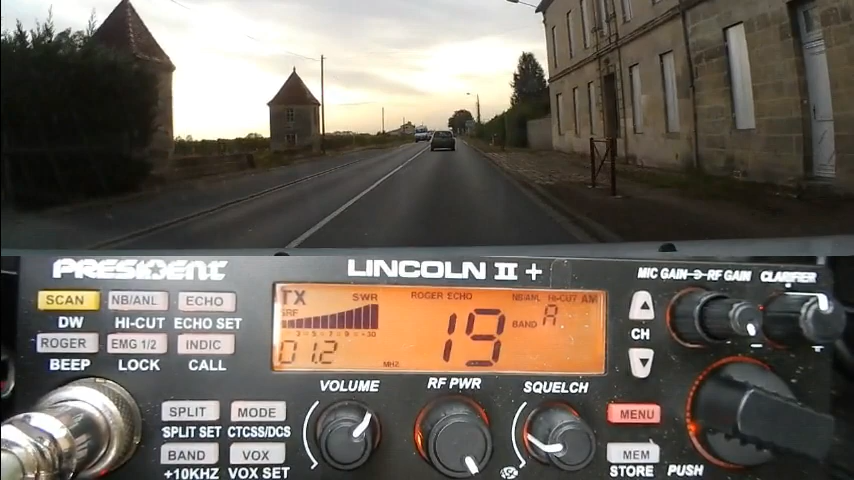 PRESIDENT LINCOLN II + MIC GAIN RF GAIN CLARIFIER
SCAN NB/ANL ECHO
DW HI-CUT ECHO SET
ROGER EMG 1/2 INDIC
BEEP LOCK CALL
TX SWR ROGER ECHO NB/ANL HI-CUT AM
SRF
19 BAND A
01.2 MHZ
CH
VOLUME RF PWR SQUELCH
SPLIT MODE MENU
SPLIT SET CTCSS/DCS
BAND VOX MEM
+10KHZ VOX SET STORE PUSH